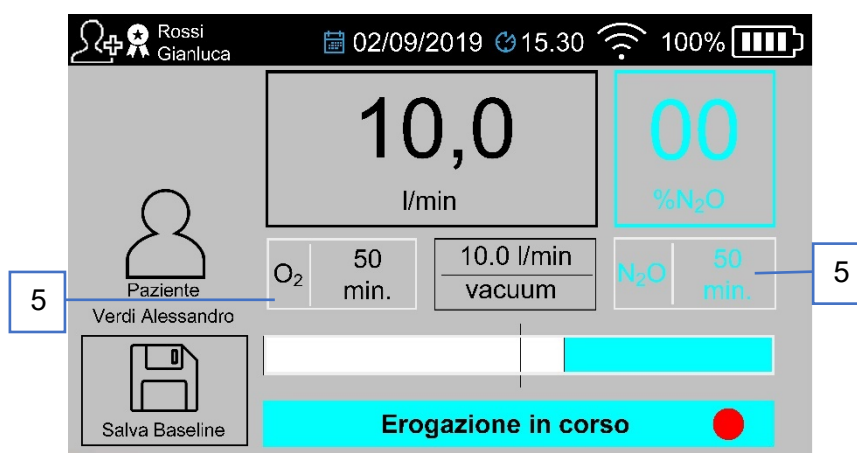 Rossi
Gianluca
02/09/2019
15.30
100%
10,0
l/min
00
%N₂O
5
Paziente
Verdi Alessandro
O₂
50
min.
10.0 l/min
vacuum
N₂O
50
min.
5
Salva Baseline
Erogazione in corso